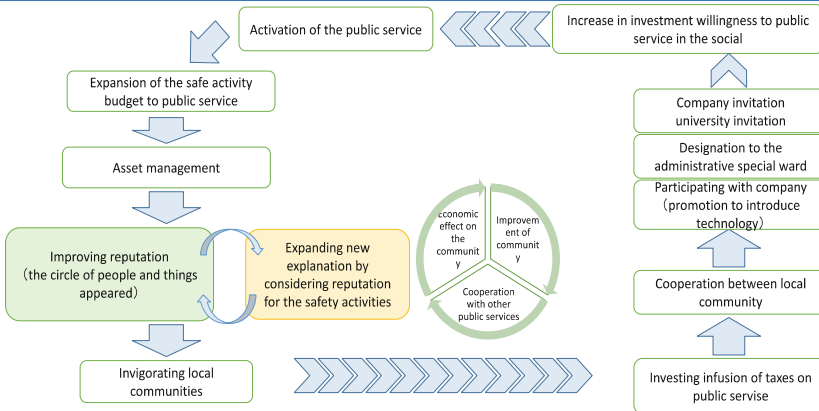 Activation of the public service
Increase in investment willingness to public
service in the social
Expansion of the safe activity
budget to public service
Asset management
Improving reputation
（the circle of people and things
appeared）
Expanding new
explanation by
considering reputation
for the safety activities
Invigorating local
communities
Economic
effect on
the
communit
y
Improvem
ent of
communit
y
Cooperation
with other
public services
Company invitation
university invitation
Designation to the
administrative special ward
Participating with company
（promotion to introduce
technology）
Cooperation between local
community
Investing infusion of taxes on
public servise